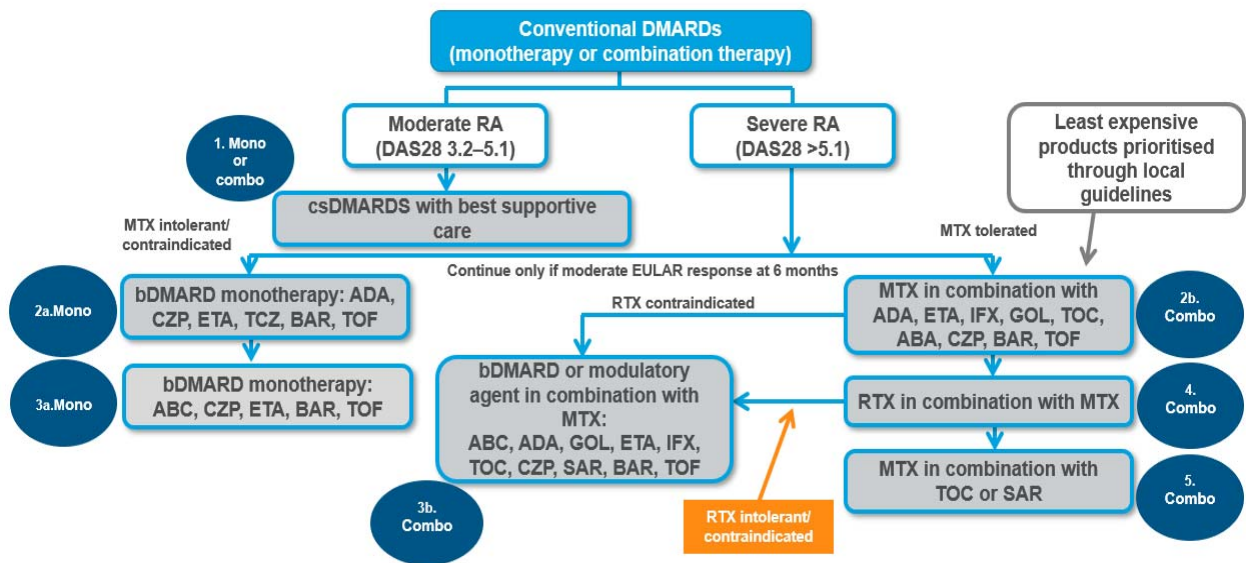 Conventional DMARDs
(monotherapy or combination therapy)
Moderate RA
(DAS28 3.2–5.1)
Severe RA
(DAS28 >5.1)
Least expensive
products prioritised
through local
guidelines
1. Mono
or
combo
csDMARDS with best supportive
care
MTX intolerant/
contraindicated
MTX tolerated
Continue only if moderate EULAR response at 6 months
2a.Mono
bDMARD monotherapy: ADA,
CZP, ETA, TCZ, BAR, TOF
RTX contraindicated
MTX in combination with
ADA, ETA, IFX, GOL, TOC,
ABA, CZP, BAR, TOF
2b.
Combo
3a.Mono
bDMARD monotherapy:
ABC, CZP, ETA, BAR, TOF
bDMARD or modulatory
agent in combination with
MTX:
ABC, ADA, GOL, ETA, IFX,
TOC, CZP, SAR, BAR, TOF
RTX in combination with MTX
4.
Combo
MTX in combination with
TOC or SAR
5.
Combo
3b.
Combo
RTX intolerant/
contraindicated